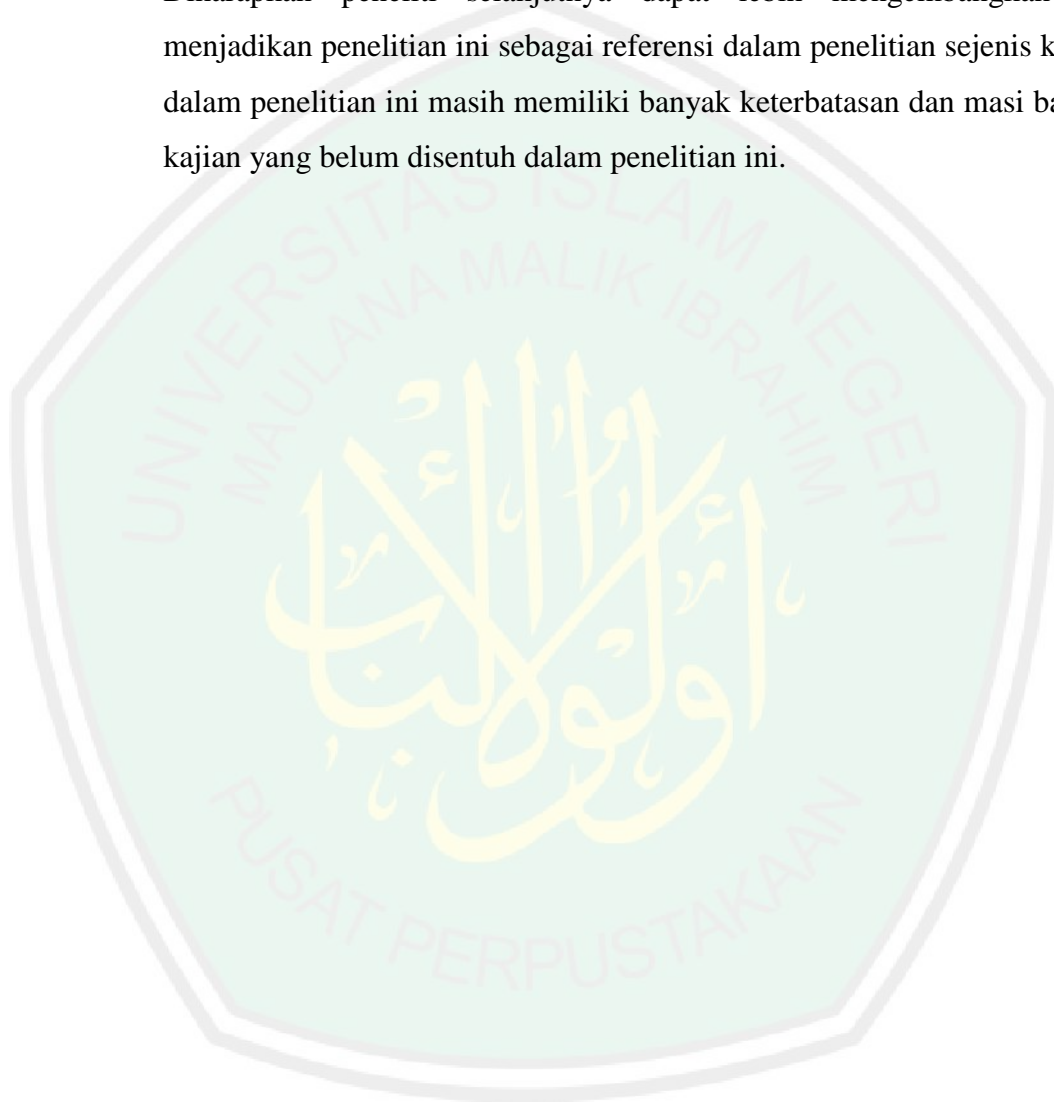 Diharapkan peneliti selanjutnya dapat lebih mengembangkan
menjadikan penelitian ini sebagai referensi dalam penelitian sejenis k
dalam penelitian ini masih memiliki banyak keterbatasan dan masi ba
kajian yang belum disentuh dalam penelitian ini.
UNIVERSITAS ISLAM NEGERI
MAULANA MALIK IBRAHIM
أولوا الألباب
PUSAT PERPUSTAKAAN